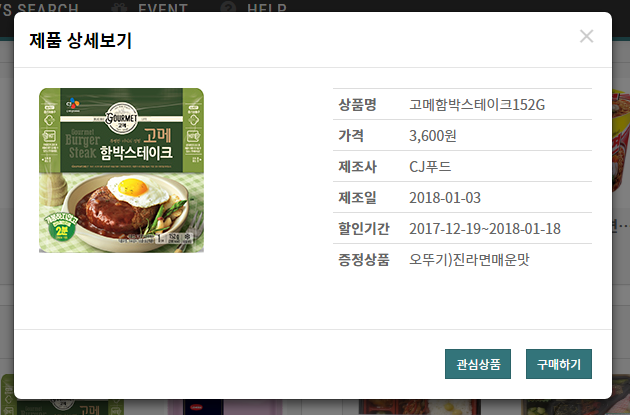 'S SEARCH
EVENT
HELP
제품 상세보기
×
GOURMET
고메
Gourmet
Burger
Steak
고메
함박스테이크
2분
상품명 고메함박스테이크152G
가격 3,600원
제조사 CJ푸드
제조일 2018-01-03
할인기간 2017-12-19~2018-01-18
증정상품 오뚜기)진라면매운맛
관심상품
구매하기
고메